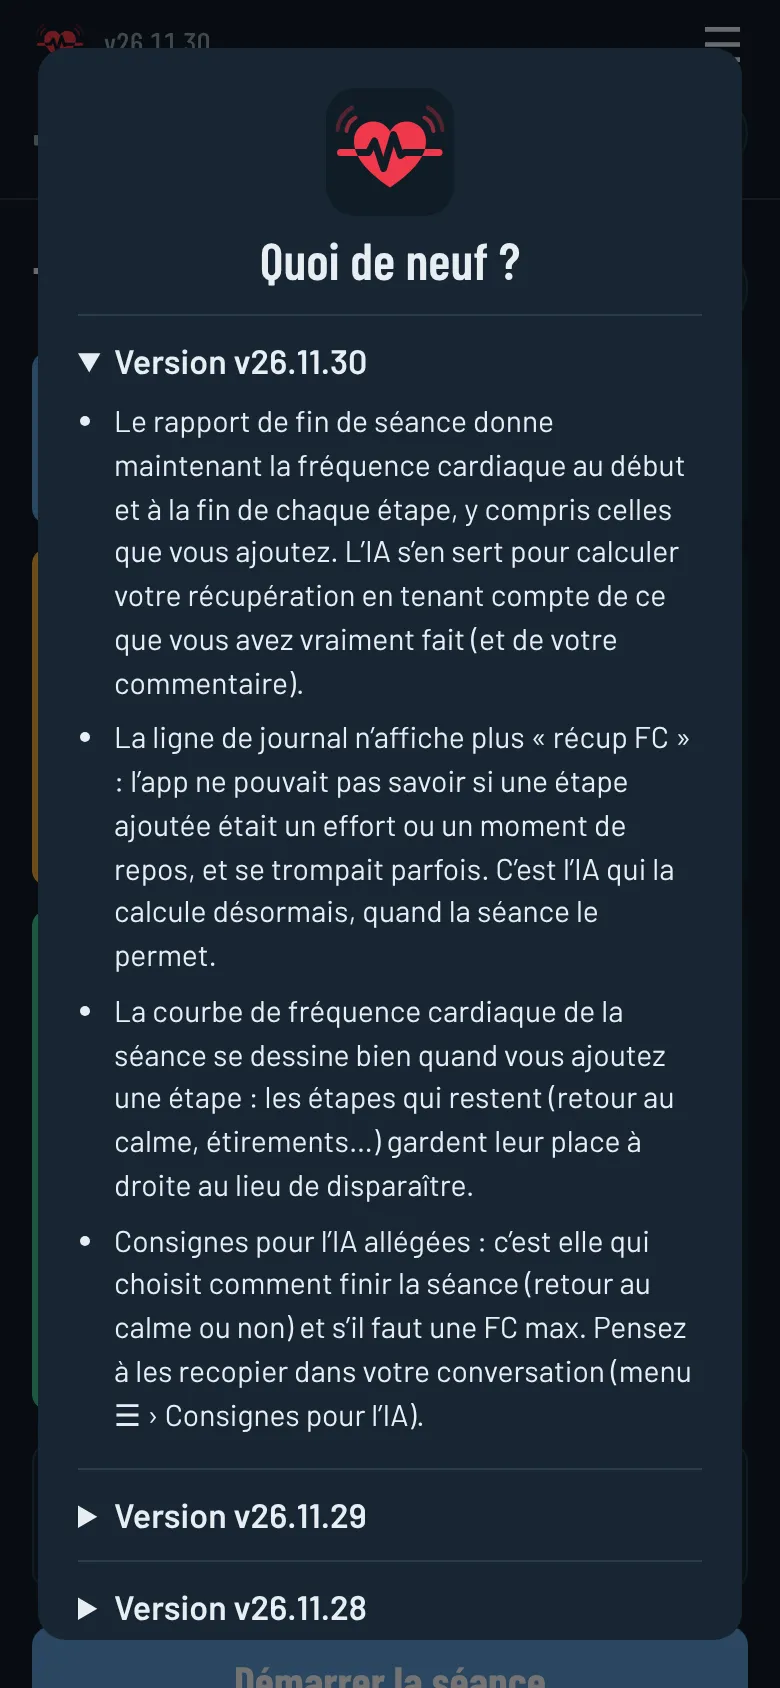 v26.11.30
Quoi de neuf ?
Version v26.11.30
Le rapport de fin de séance donne
maintenant la fréquence cardiaque au début
et à la fin de chaque étape, y compris celles
que vous ajoutez. L’IA s’en sert pour calculer
votre récupération en tenant compte de ce
que vous avez vraiment fait (et de votre
commentaire).
La ligne de journal n’affiche plus « récup FC »
: l’app ne pouvait pas savoir si une étape
ajoutée était un effort ou un moment de
repos, et se trompait parfois. C’est l’IA qui la
calcule désormais, quand la séance le
permet.
La courbe de fréquence cardiaque de la
séance se dessine bien quand vous ajoutez
une étape : les étapes qui restent (retour au
calme, étirements…) gardent leur place à
droite au lieu de disparaître.
Consignes pour l’IA allégées : c’est elle qui
choisit comment finir la séance (retour au
calme ou non) et s’il faut une FC max. Pensez
à les recopier dans votre conversation (menu
☰ › Consignes pour l’IA).
Version v26.11.29
Version v26.11.28
Démarrer la séance